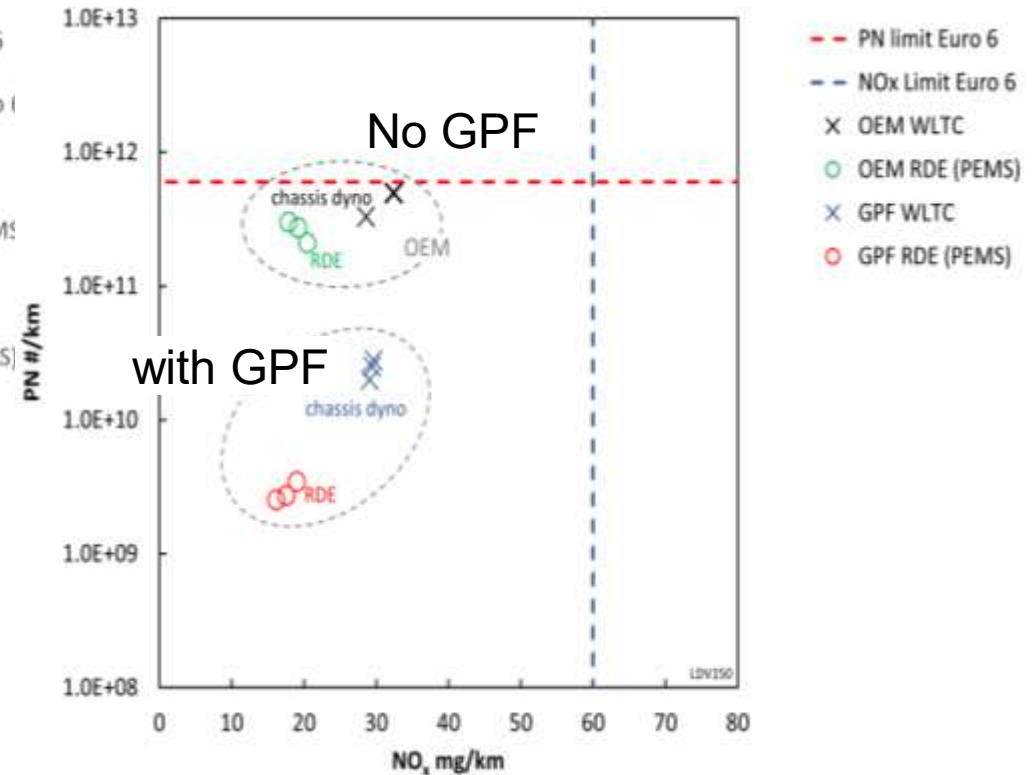 1.0E+13
1.0E+12
1.0E+11
1.0E+10
1.0E+09
1.0E+08
PN #/km
No GPF
chassis dyno
OEM
RDE
with GPF
chassis dyno
RDE
LDV150
0 10 20 30 40 50 60 70 80
NOx mg/km
PN limit Euro 6
NOx Limit Euro 6
OEM WLTC
OEM RDE (PEMS)
GPF WLTC
GPF RDE (PEMS)